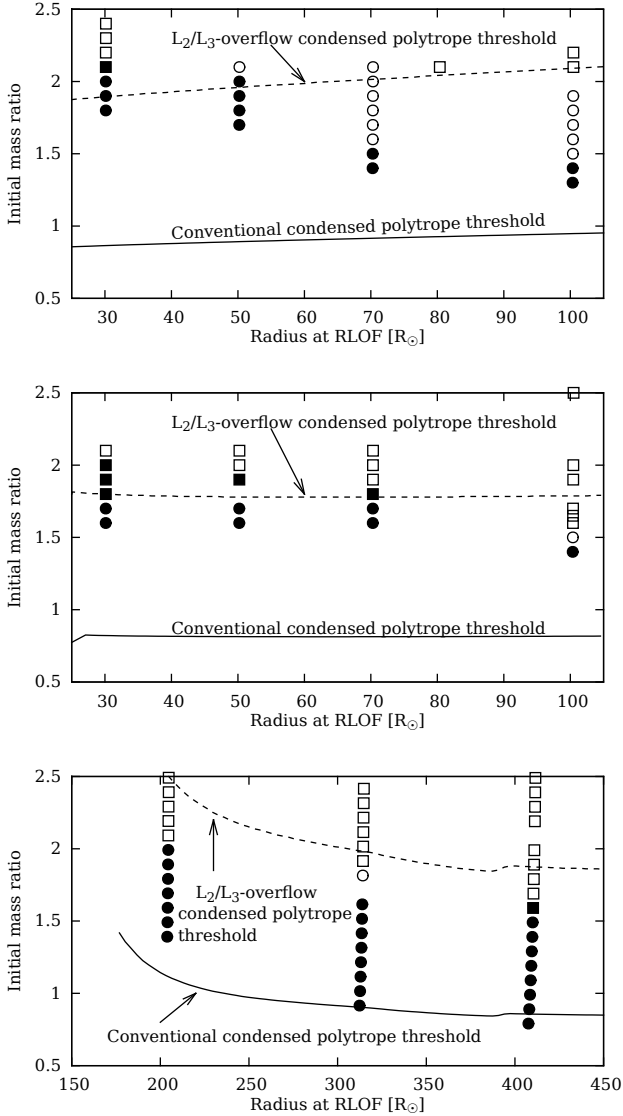 2.5
2
1.5
1
0.5
Initial mass ratio
L₂/L₃-overflow condensed polytrope threshold
Conventional condensed polytrope threshold
30 40 50 60 70 80 90 100
Radius at RLOF [R☉]
2.5
2
1.5
1
0.5
Initial mass ratio
L₂/L₃-overflow condensed polytrope threshold
Conventional condensed polytrope threshold
30 40 50 60 70 80 90 100
Radius at RLOF [R☉]
2.5
2
1.5
1
0.5
Initial mass ratio
L₂/L₃-overflow
condensed polytrope
threshold
Conventional condensed polytrope threshold
150 200 250 300 350 400 450
Radius at RLOF [R☉]